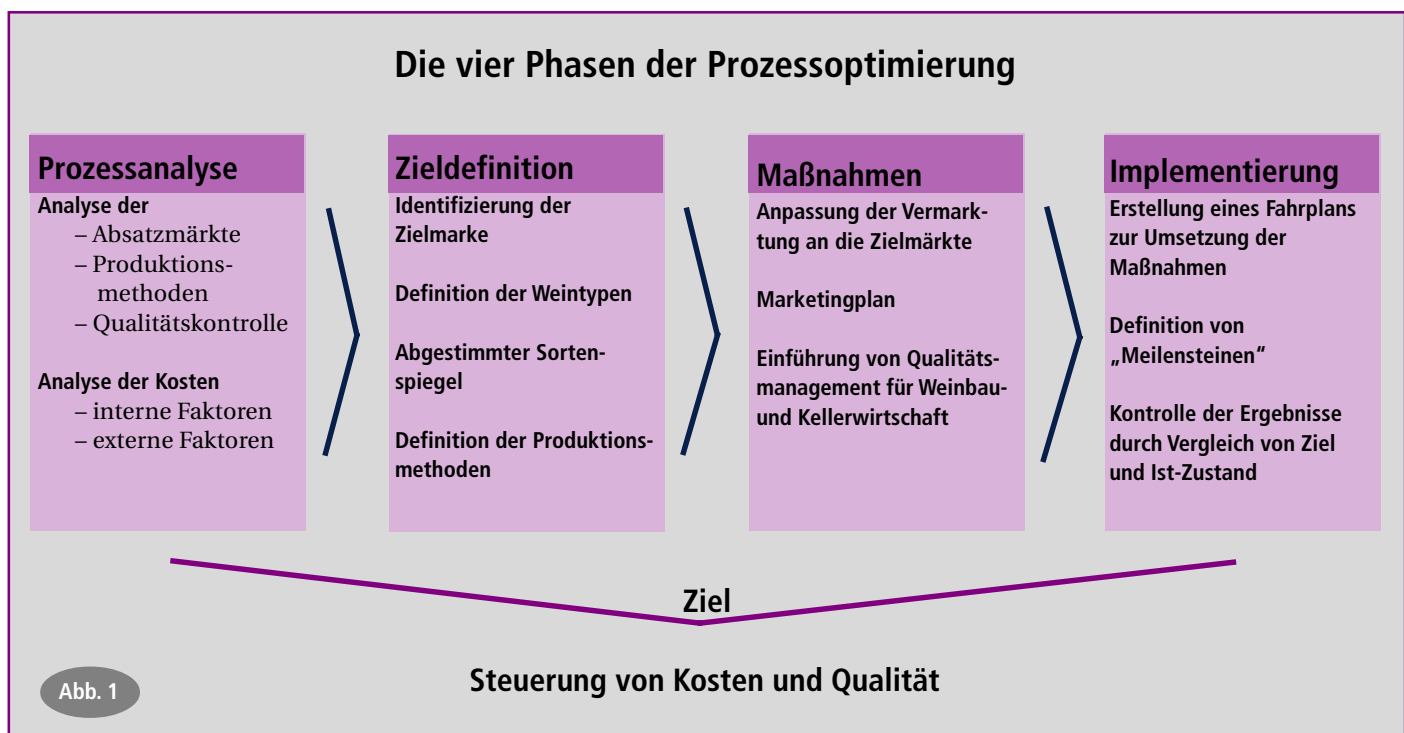 Die vier Phasen der Prozessoptimierung
Prozessanalyse
Analyse der
– Absatzmärkte
– Produktions-
methoden
– Qualitätskontrolle
Analyse der Kosten
– interne Faktoren
– externe Faktoren
Zieldefinition
Identifizierung der
Zielmarke
Definition der Weintypen
Abgestimmter Sorten-
spiegel
Definition der Produktions-
methoden
Maßnahmen
Anpassung der Vermark-
tung an die Zielmärkte
Marketingplan
Einführung von Qualitäts-
management für Weinbau-
und Kellerwirtschaft
Implementierung
Erstellung eines Fahrplans
zur Umsetzung der
Maßnahmen
Definition von
„Meilensteinen“
Kontrolle der Ergebnisse
durch Vergleich von Ziel
und Ist-Zustand
Ziel
Steuerung von Kosten und Qualität
Abb. 1